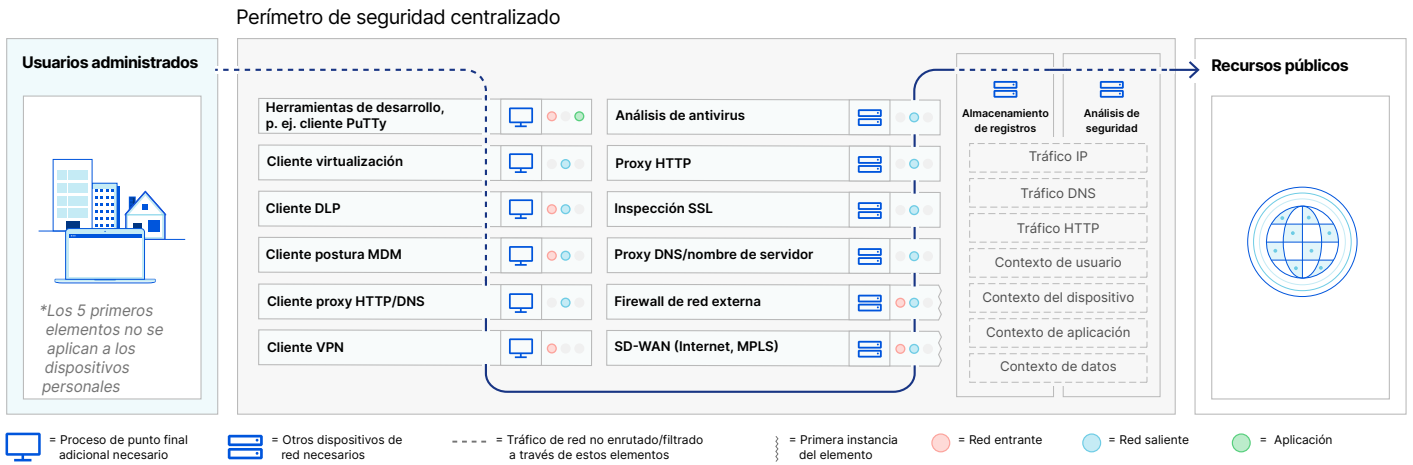 Perímetro de seguridad centralizado
Usuarios administrados
*Los 5 primeros
elementos no se
aplican a los
dispositivos
personales
Herramientas de desarrollo,
p. ej. cliente PuTTy
Cliente virtualización
Cliente DLP
Cliente postura MDM
Cliente proxy HTTP/DNS
Cliente VPN
Análisis de antivirus
Proxy HTTP
Inspección SSL
Proxy DNS/nombre de servidor
Firewall de red externa
SD-WAN (Internet, MPLS)
Almacenamiento
de registros
Análisis de
seguridad
Tráfico IP
Tráfico DNS
Tráfico HTTP
Contexto de usuario
Contexto del dispositivo
Contexto de aplicación
Contexto de datos
Recursos públicos
= Proceso de punto final
adicional necesario
= Otros dispositivos de
red necesarios
= Tráfico de red no enrutado/filtrado
a través de estos elementos
= Primera instancia
del elemento
= Red entrante
= Red saliente
= Aplicación